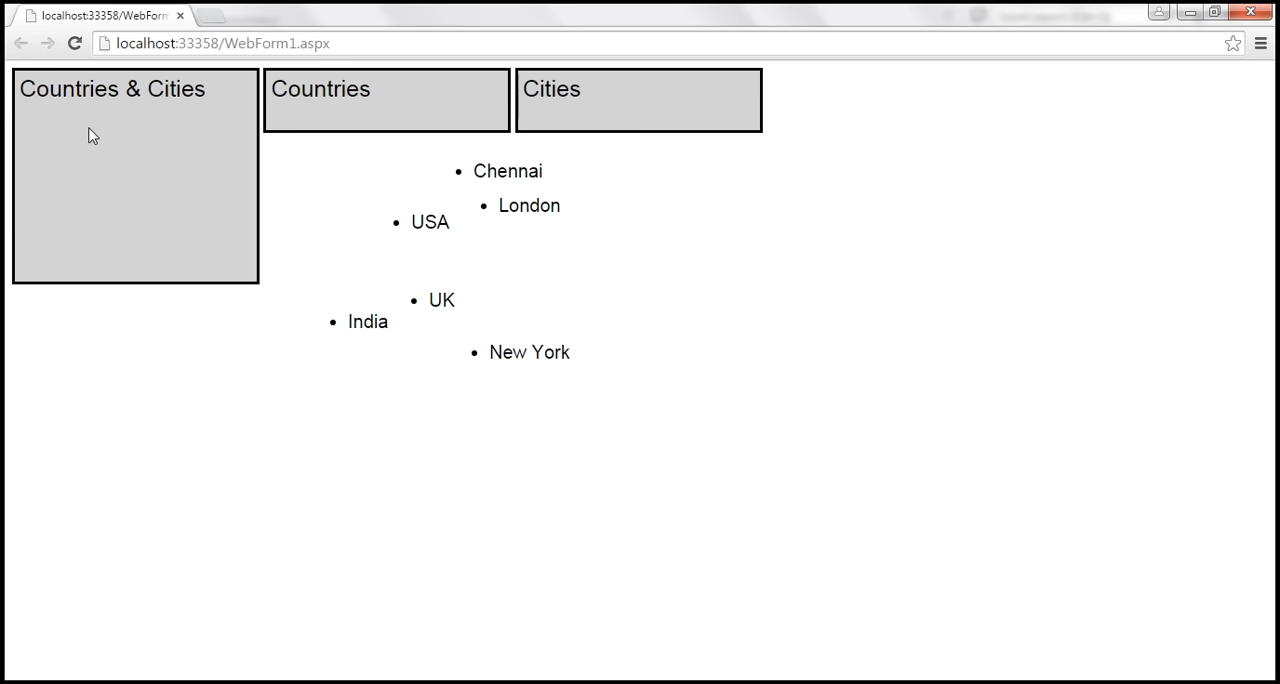 localhost:33358/WebForm
localhost:33358/WebForm1.aspx
Countries & Cities
Countries
Cities
• Chennai
• London
• USA
• UK
• India
• New York